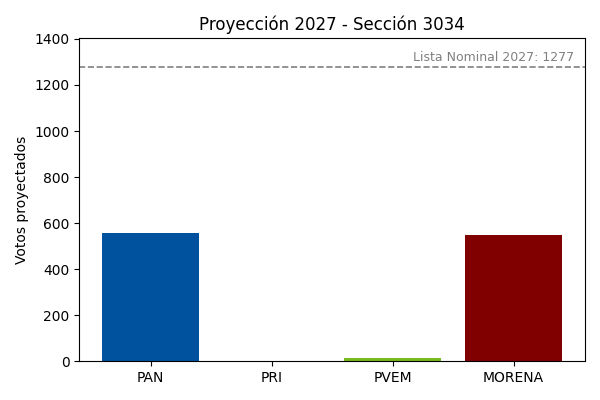 Proyección 2027 - Sección 3034
Votos proyectados
1400
1200
1000
800
600
400
200
0
Lista Nominal 2027: 1277
PAN
PRI
PVEM
MORENA